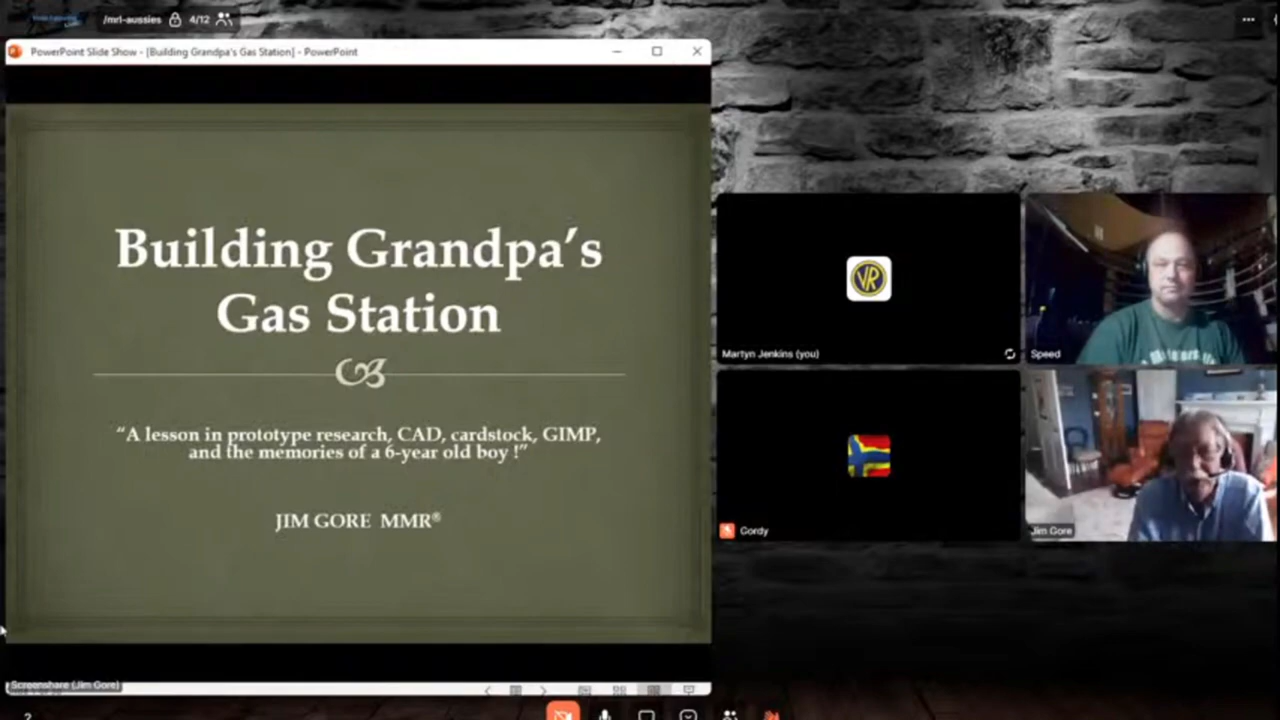 /mrl-aussies 4/12
PowerPoint Slide Show - [Building Grandpa's Gas Station] - PowerPoint
Building Grandpa's
Gas Station
"A lesson in prototype research, CAD, cardstock, GIMP,
and the memories of a 6-year old boy !"
JIM GORE MMR®
VR
Martyn Jenkins (you)
Speed
Gordy
Jim Gore
Screenshare (Jim Gore)